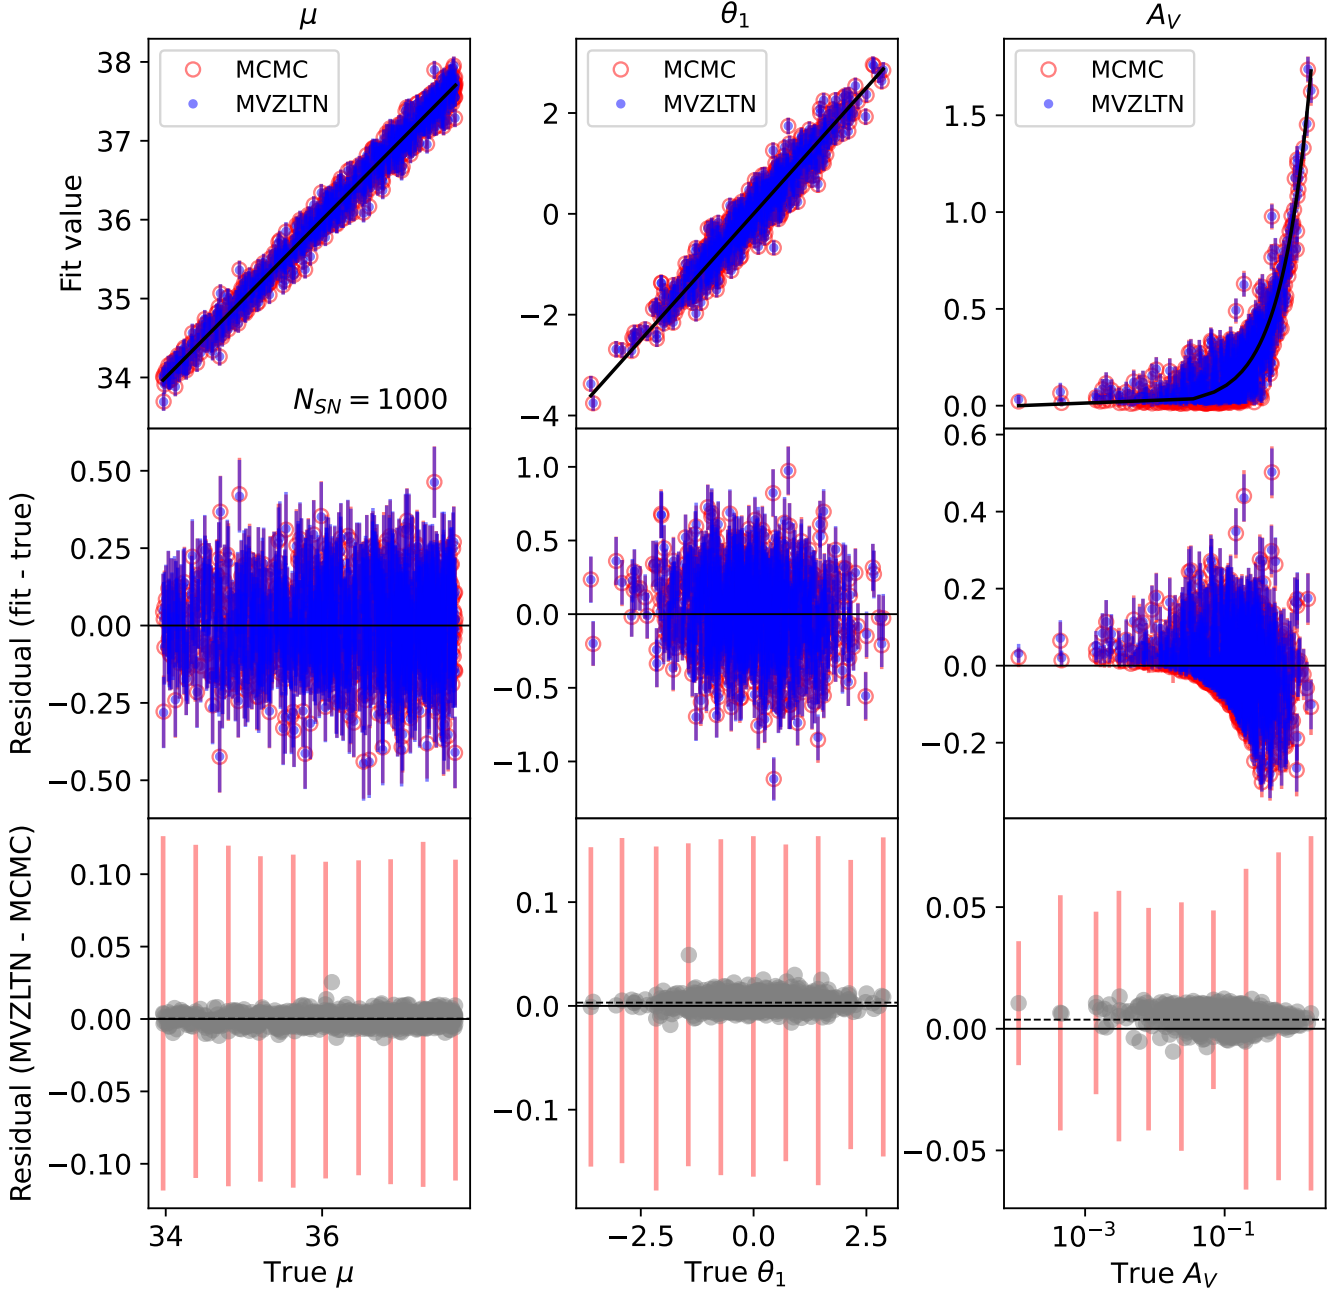 μ
θ₁
A_V
MCMC
MVZLTN
MCMC
MVZLTN
MCMC
MVZLTN
Fit value
38
37
36
35
34
N_SN = 1000
2
0
−2
−4
1.5
1.0
0.5
0.0
Residual (fit - true)
0.50
0.25
0.00
−0.25
−0.50
1.0
0.5
0.0
−0.5
−1.0
0.6
0.4
0.2
0.0
−0.2
Residual (MVZLTN - MCMC)
0.10
0.05
0.00
−0.05
−0.10
0.1
0.0
−0.1
0.05
0.00
−0.05
34
36
−2.5
0.0
2.5
10⁻³
10⁻¹
True μ
True θ₁
True A_V